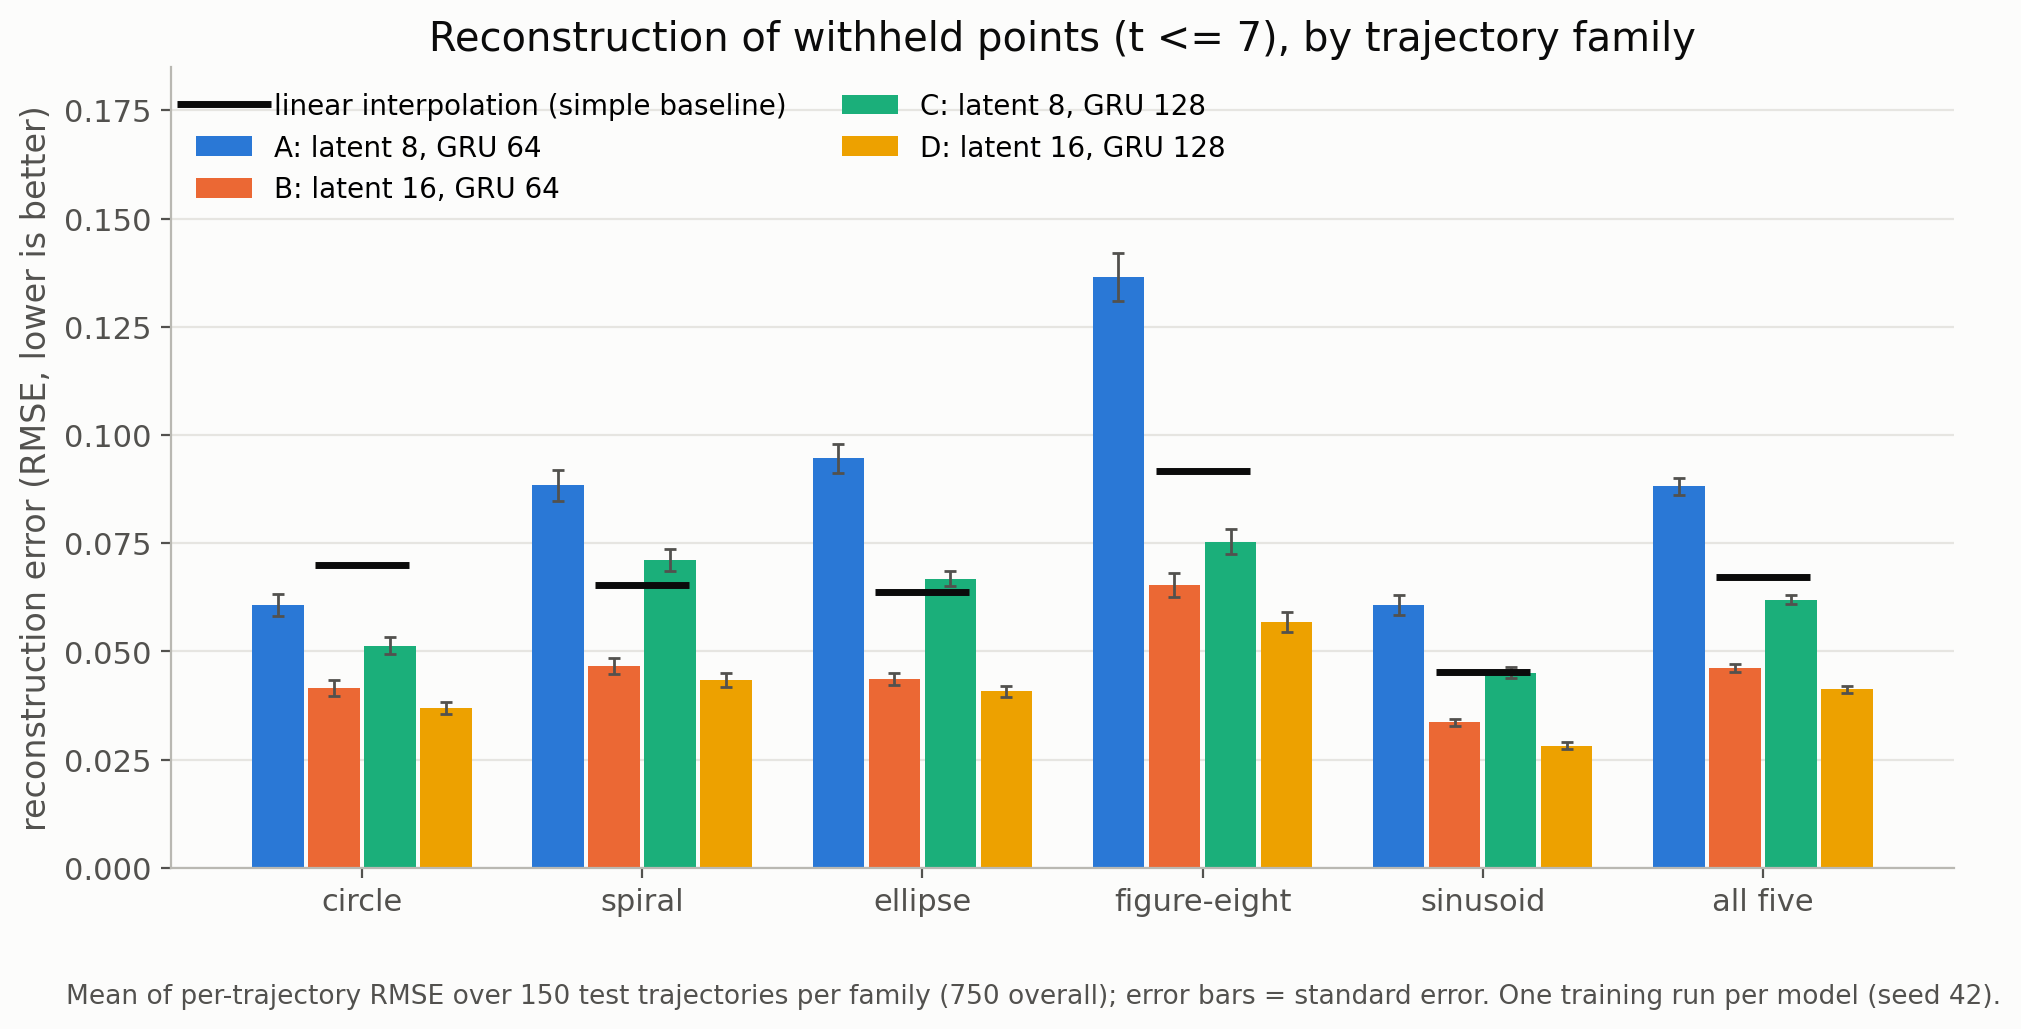 Reconstruction of withheld points (t <= 7), by trajectory family
reconstruction error (RMSE, lower is better)
0.175
0.150
0.125
0.100
0.075
0.050
0.025
0.000
linear interpolation (simple baseline)
A: latent 8, GRU 64
B: latent 16, GRU 64
C: latent 8, GRU 128
D: latent 16, GRU 128
circle
spiral
ellipse
figure-eight
sinusoid
all five
Mean of per-trajectory RMSE over 150 test trajectories per family (750 overall); error bars = standard error. One training run per model (seed 42).